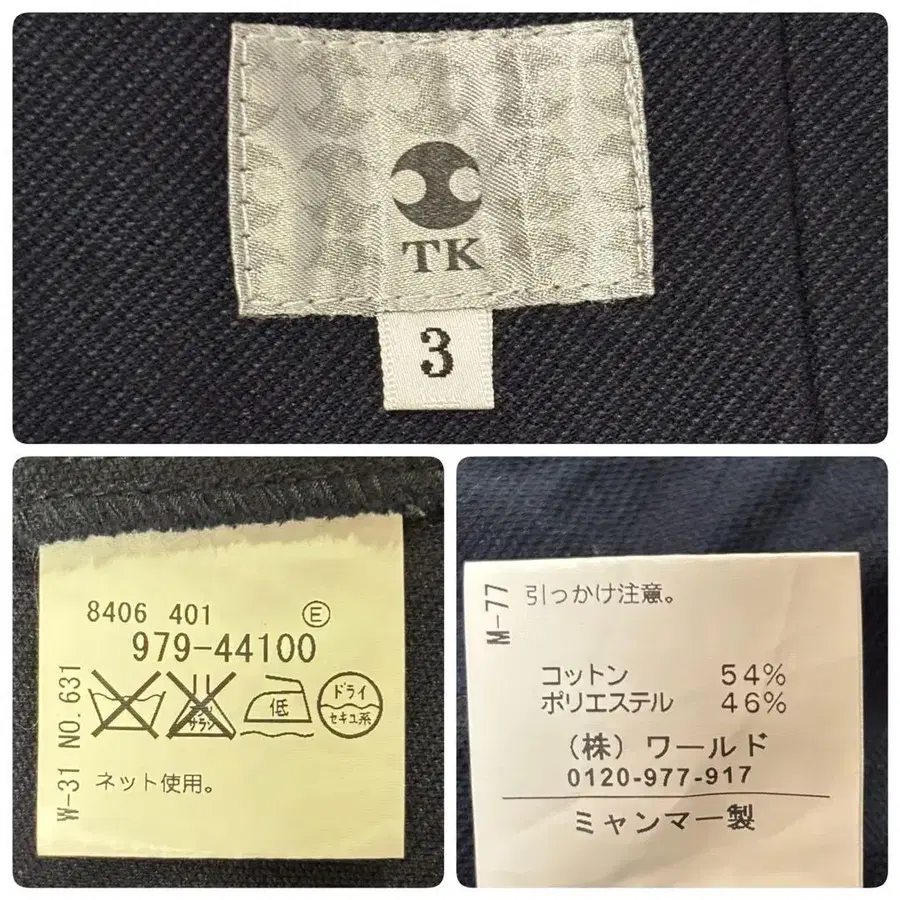 TK
3
8406 401 E
979-44100
サラシ
低
ドライ
セキユ系
W-31 NO.631
ネット使用。
M-77
引っかけ注意。
コットン 54%
ポリエステル 46%
(株)ワールド
0120-977-917
ミャンマー製